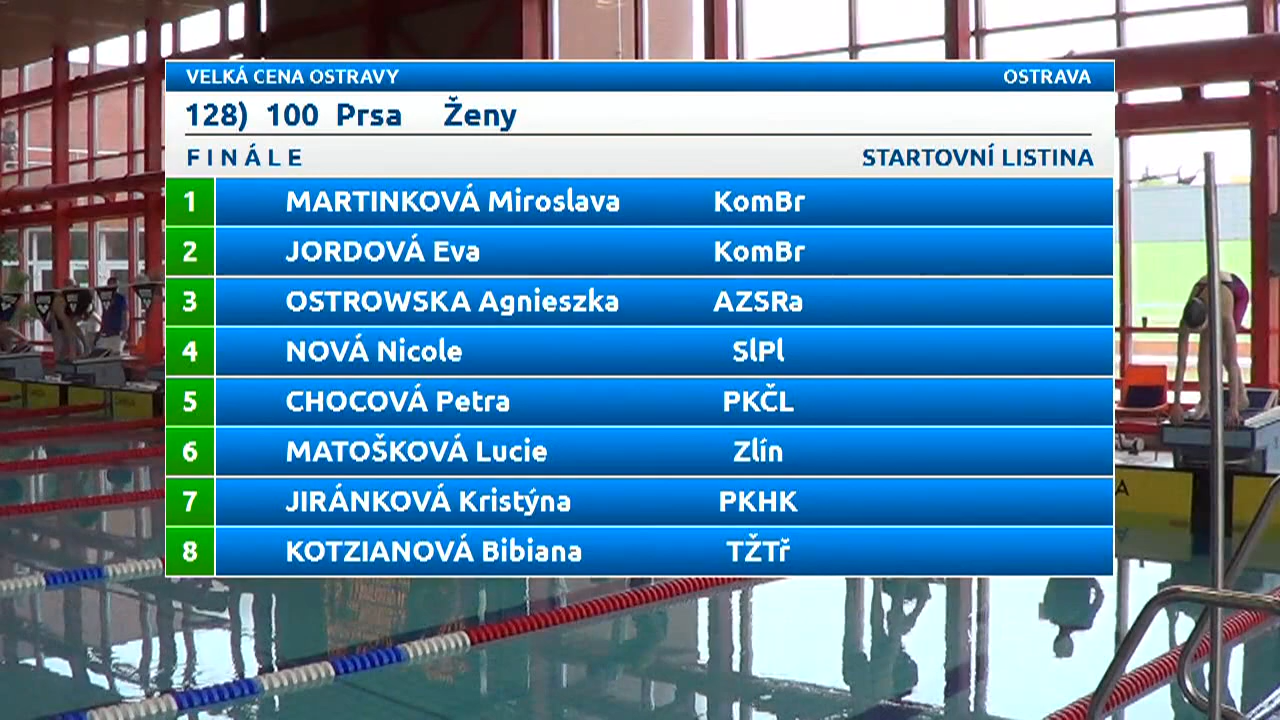 VELKÁ CENA OSTRAVY OSTRAVA
128) 100 Prsa Ženy
FINÁLE STARTOVNÍ LISTINA
1 MARTINKOVÁ Miroslava KomBr
2 JORDOVÁ Eva KomBr
3 OSTROWSKA Agnieszka AZSRa
4 NOVÁ Nicole SlPl
5 CHOCOVÁ Petra PKČL
6 MATOŠKOVÁ Lucie Zlín
7 JIRÁNKOVÁ Kristýna PKHK
8 KOTZIANOVÁ Bibiana TŽTř